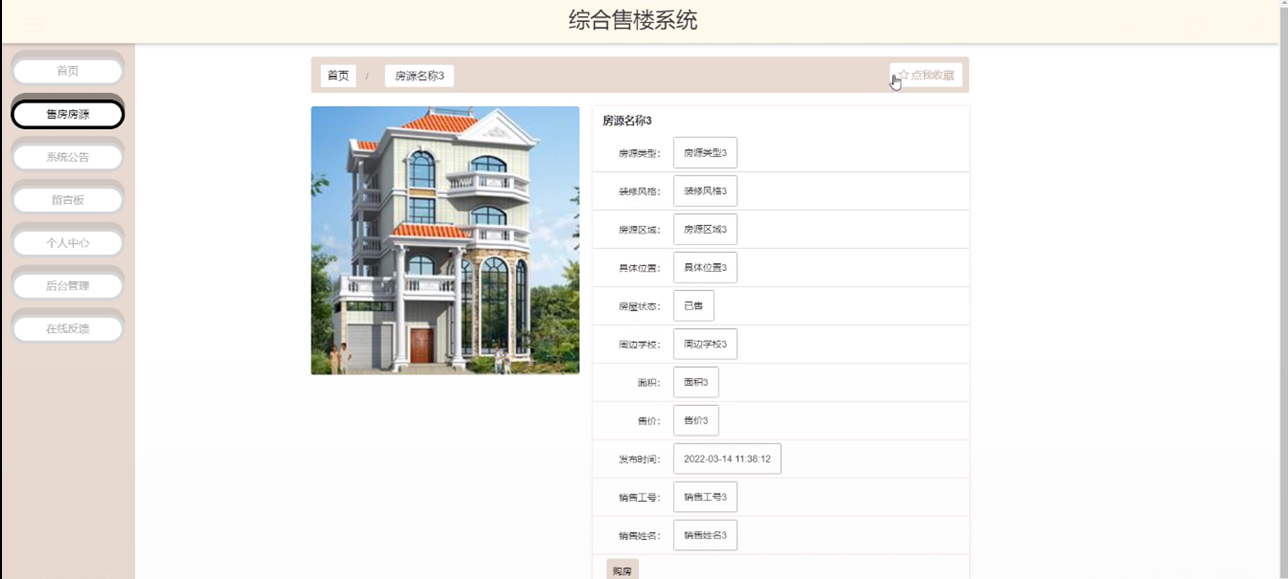 综合售楼系统
首页
售房房源
系统公告
留言板
个人中心
后台管理
在线反馈
首页 / 房源名称3
☆点我收藏
房源名称3
房源类型： 房源类型3
装修风格： 装修风格3
房源区域： 房源区域3
具体位置： 具体位置3
房屋状态： 已售
周边学校： 周边学校3
面积： 面积3
售价： 售价3
发布时间： 2022-03-14 11:38:12
销售工号： 销售工号3
销售姓名： 销售姓名3
购房